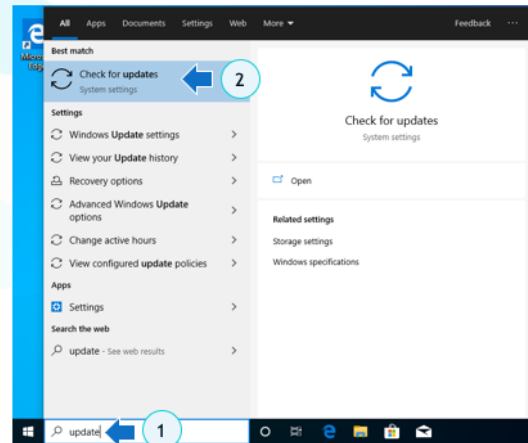 All Apps Documents Settings Web More Feedback ...
Best match
Check for updates
System settings
2
Settings
Windows Update settings
View your Update history
Recovery options
Advanced Windows Update
options
Change active hours
View configured update policies
Apps
Settings
Search the web
update - See web results
Check for updates
System settings
Open
Related settings
Storage settings
Windows specifications
Edge
update
1